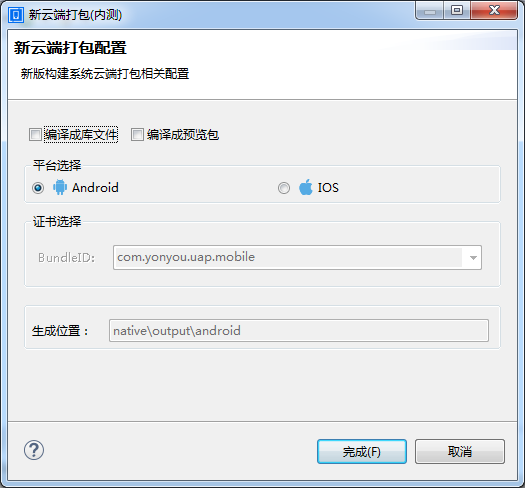 新云端打包(内测)
新云端打包配置
新版构建系统云端打包相关配置
编译成库文件 编译成预览包
平台选择
Android IOS
证书选择
BundleID: com.yonyou.uap.mobile
生成位置： native\output\android
完成(F) 取消